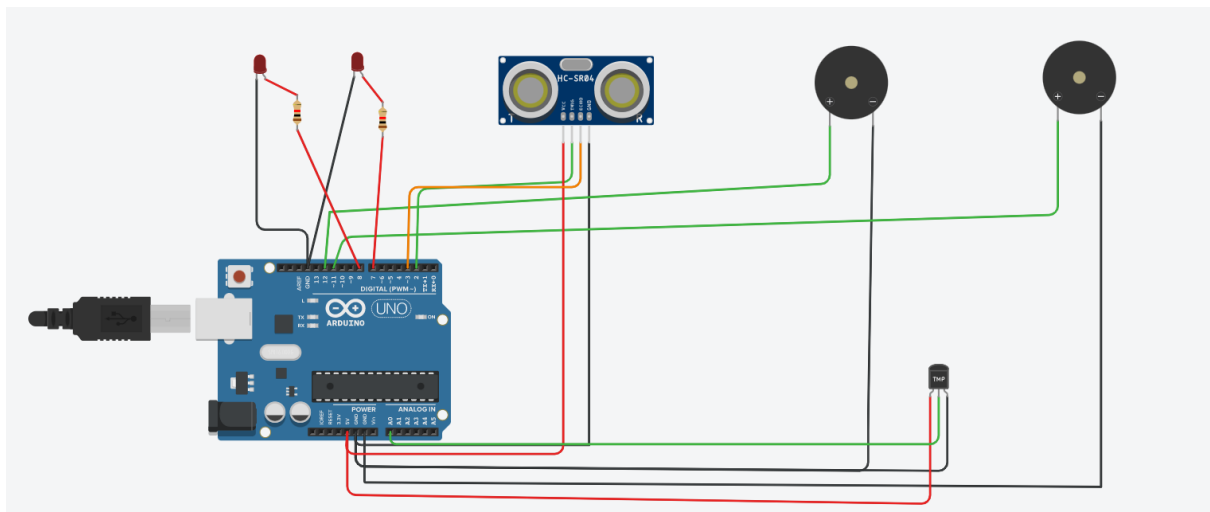 HC-SR04
VCC TRIG ECHO GND
T R
+ −
+ −
AREF GND 13 12 ~11 ~10 ~9 8 7 ~6 ~5 4 ~3 2 TX→1 RX←0
DIGITAL (PWM~)
L
TX
RX
UNO
ON
ARDUINO
TMP
POWER ANALOG IN
IOREF RESET 3.3V 5V GND GND Vin A0 A1 A2 A3 A4 A5